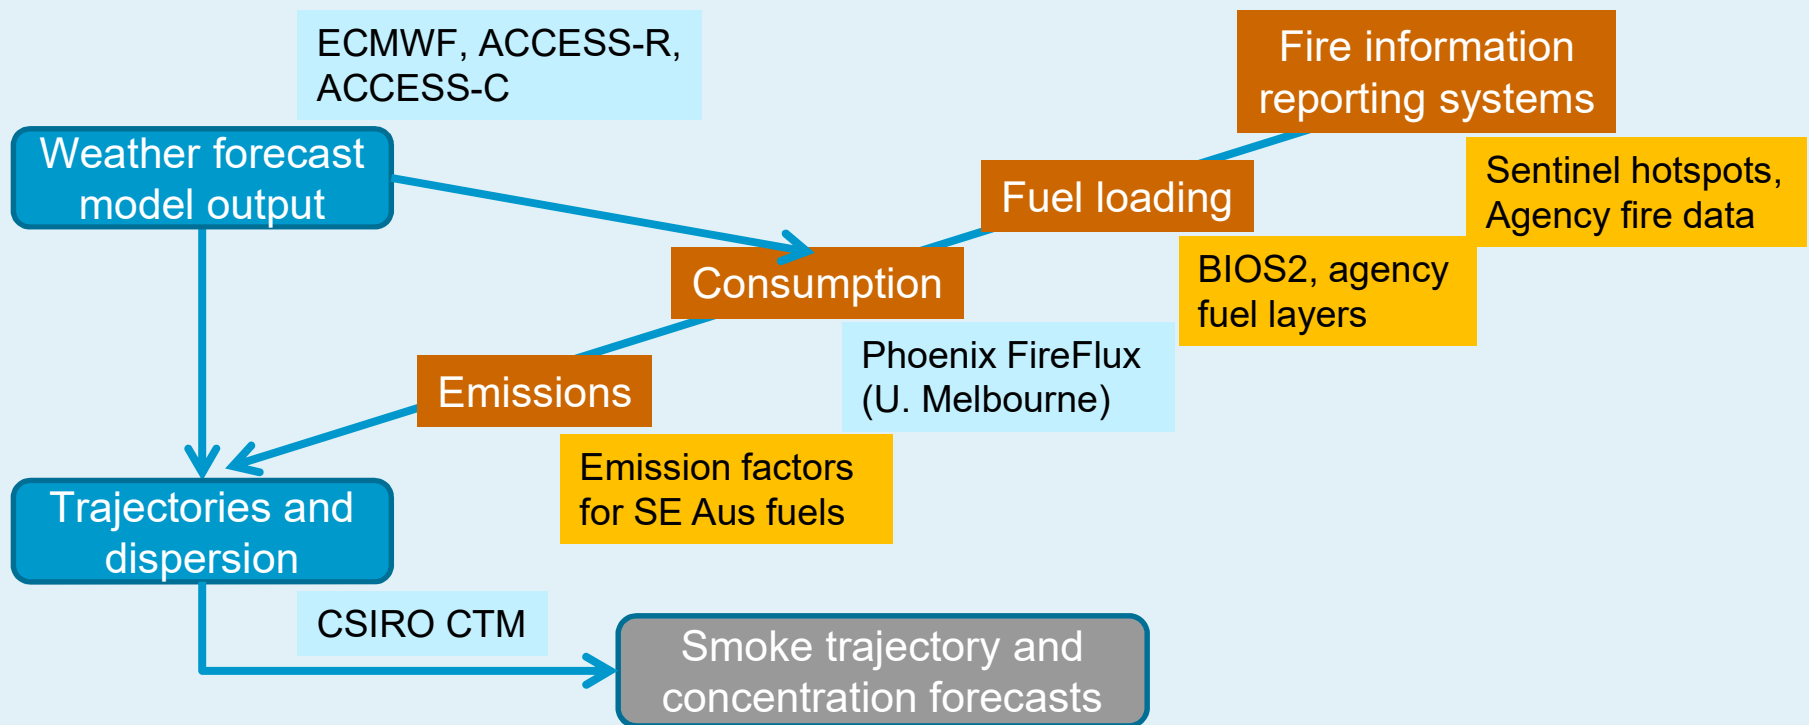 ECMWF, ACCESS-R,
ACCESS-C
Fire information
reporting systems
Weather forecast
model output
Sentinel hotspots,
Agency fire data
Fuel loading
BIOS2, agency
fuel layers
Consumption
Phoenix FireFlux
(U. Melbourne)
Emissions
Emission factors
for SE Aus fuels
Trajectories and
dispersion
CSIRO CTM
Smoke trajectory and
concentration forecasts